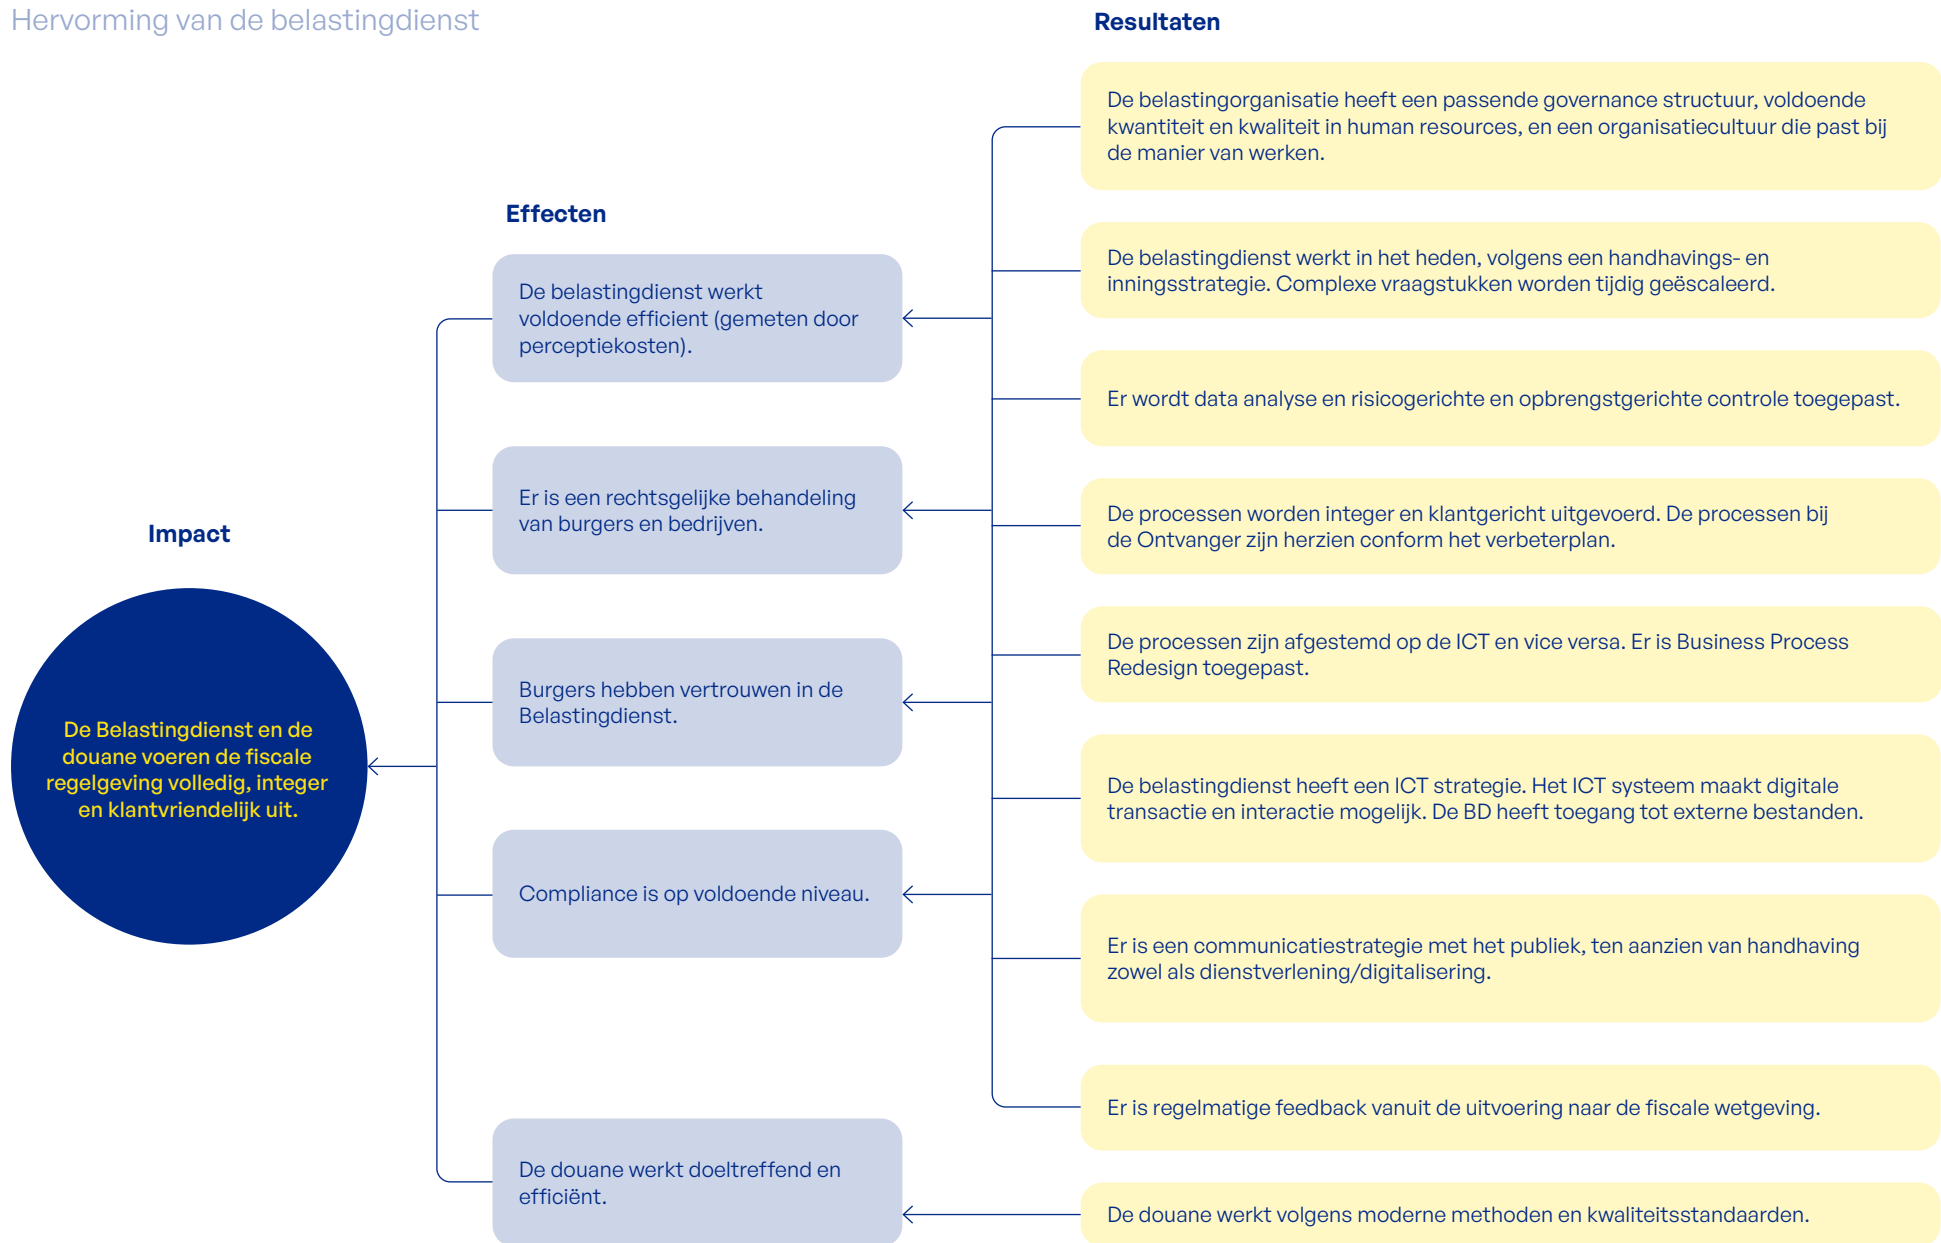 Hervorming van de belastingdienst
Impact
De Belastingdienst en de
douane voeren de fiscale
regelgeving volledig, integer
en klantvriendelijk uit.
Effecten
De belastingdienst werkt
voldoende efficient (gemeten door
perceptiekosten).
Er is een rechtsgelijke behandeling
van burgers en bedrijven.
Burgers hebben vertrouwen in de
Belastingdienst.
Compliance is op voldoende niveau.
De douane werkt doeltreffend en
efficiënt.
Resultaten
De belastingorganisatie heeft een passende governance structuur, voldoende
kwantiteit en kwaliteit in human resources, en een organisatiecultuur die past bij
de manier van werken.
De belastingdienst werkt in het heden, volgens een handhavings- en
inningsstrategie. Complexe vraagstukken worden tijdig geëscaleerd.
Er wordt data analyse en risicogerichte en opbrengstgerichte controle toegepast.
De processen worden integer en klantgericht uitgevoerd. De processen bij
de Ontvanger zijn herzien conform het verbeterplan.
De processen zijn afgestemd op de ICT en vice versa. Er is Business Process
Redesign toegepast.
De belastingdienst heeft een ICT strategie. Het ICT systeem maakt digitale
transactie en interactie mogelijk. De BD heeft toegang tot externe bestanden.
Er is een communicatiestrategie met het publiek, ten aanzien van handhaving
zowel als dienstverlening/digitalisering.
Er is regelmatige feedback vanuit de uitvoering naar de fiscale wetgeving.
De douane werkt volgens moderne methoden en kwaliteitsstandaarden.